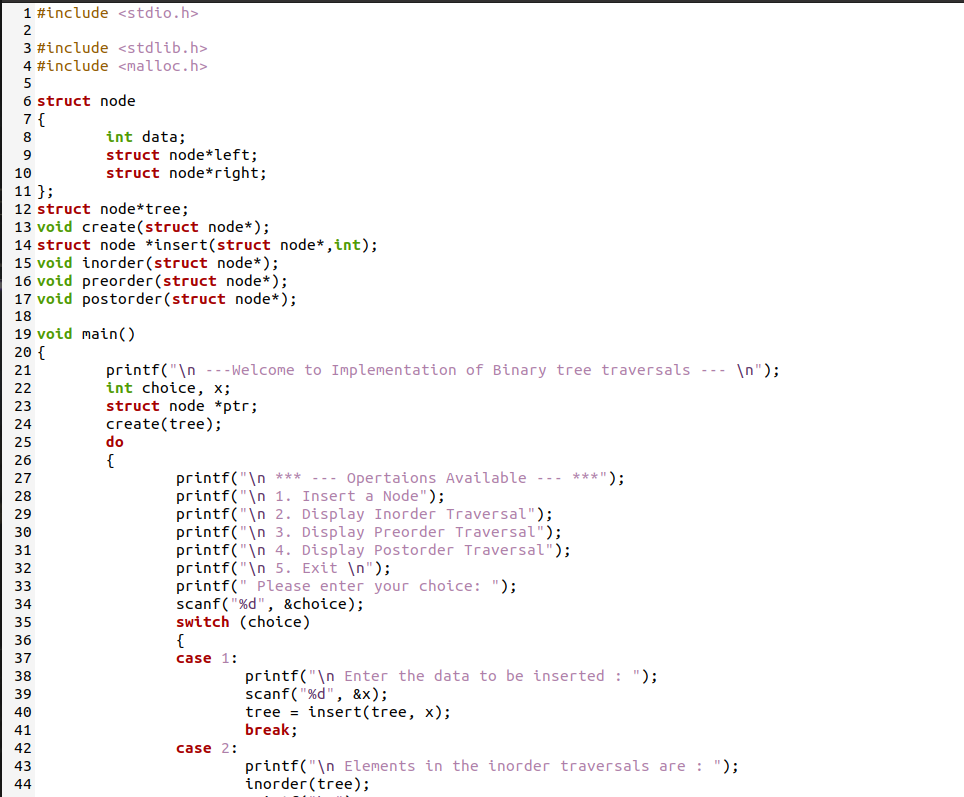 1 #include <stdio.h>
2
3 #include <stdlib.h>
4 #include <malloc.h>
5
6 struct node
7 {
8         int data;
9         struct node*left;
10         struct node*right;
11 };
12 struct node*tree;
13 void create(struct node*);
14 struct node *insert(struct node*,int);
15 void inorder(struct node*);
16 void preorder(struct node*);
17 void postorder(struct node*);
18
19 void main()
20 {
21         printf("\n ---Welcome to Implementation of Binary tree traversals --- \n");
22         int choice, x;
23         struct node *ptr;
24         create(tree);
25         do
26         {
27                 printf("\n *** --- Opertaions Available --- ***");
28                 printf("\n 1. Insert a Node");
29                 printf("\n 2. Display Inorder Traversal");
30                 printf("\n 3. Display Preorder Traversal");
31                 printf("\n 4. Display Postorder Traversal");
32                 printf("\n 5. Exit \n");
33                 printf(" Please enter your choice: ");
34                 scanf("%d", &choice);
35                 switch (choice)
36                 {
37                 case 1:
38                         printf("\n Enter the data to be inserted : ");
39                         scanf("%d", &x);
40                         tree = insert(tree, x);
41                         break;
42                 case 2:
43                         printf("\n Elements in the inorder traversals are : ");
44                         inorder(tree);